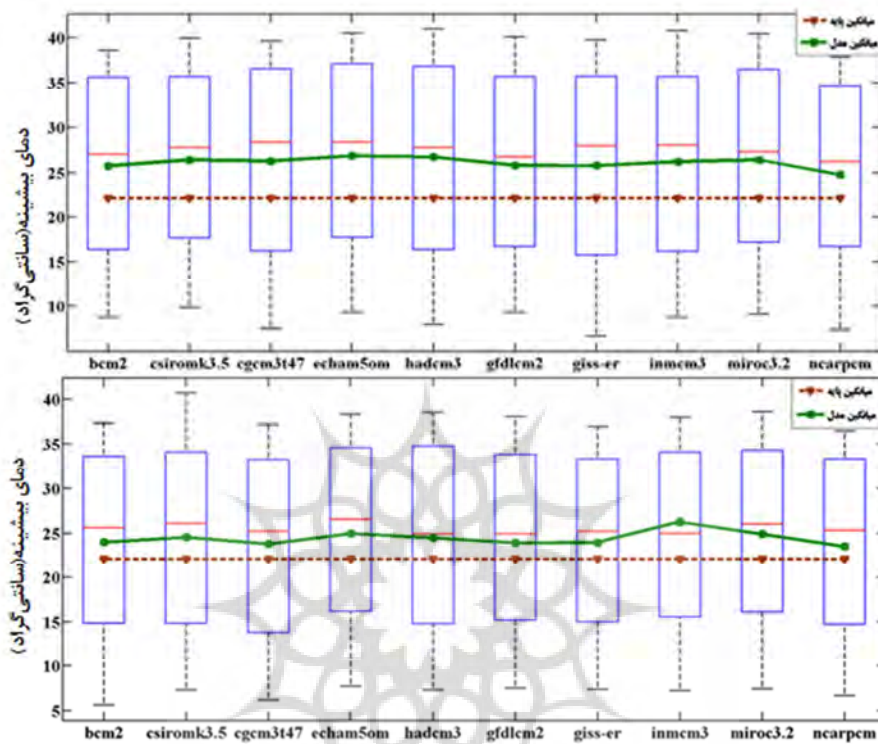 میانگین پایه
میانگین مدل
دمای بیشینه(سانتی‌گراد)
40
35
30
25
20
15
10
bcm2 csiromk3.5 cgcm3t47 echam5om hadcm3 gfdlcm2 giss-er inmcm3 miroc3.2 ncarpcm
میانگین پایه
میانگین مدل
دمای بیشینه(سانتی‌گراد)
40
35
30
25
20
15
10
5
bcm2 csiromk3.5 cgcm3t47 echam5om hadcm3 gfdlcm2 giss-er inmcm3 miroc3.2 ncarpcm